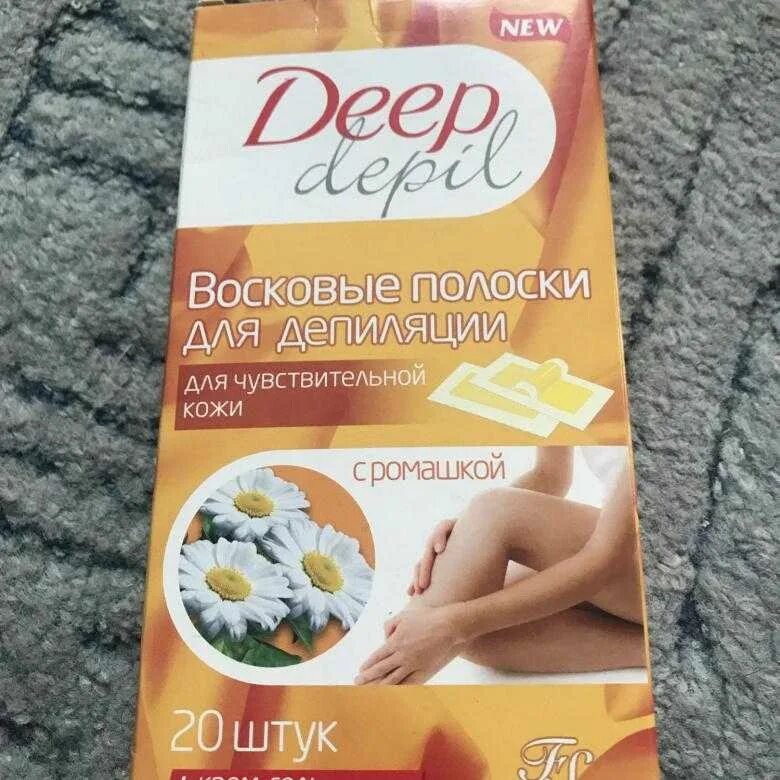 NEW
Deep
depil
Восковые полоски
для депиляции
для чувствительной
кожи
с ромашкой
20 штук